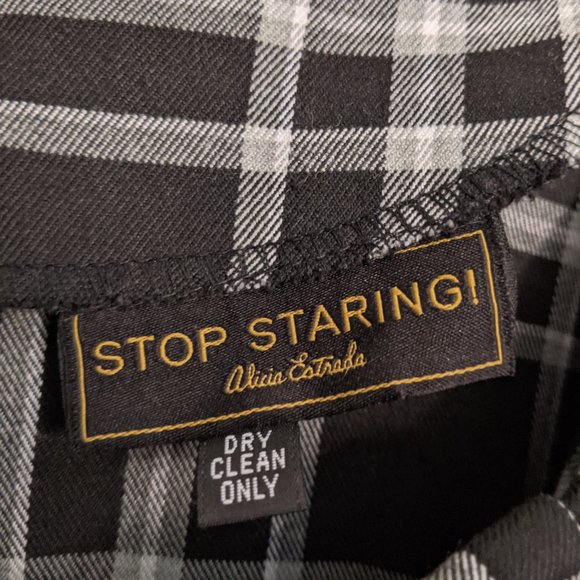 STOP STARING!
Alicia Estrada
DRY
CLEAN
ONLY